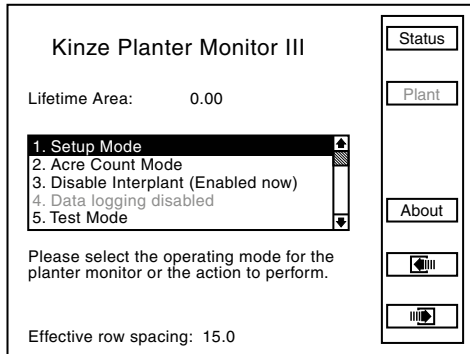 Kinze Planter Monitor III
Lifetime Area: 0.00
1. Setup Mode
2. Acre Count Mode
3. Disable Interplant (Enabled now)
4. Data logging disabled
5. Test Mode
Please select the operating mode for the
planter monitor or the action to perform.
Effective row spacing: 15.0
Status
Plant
About